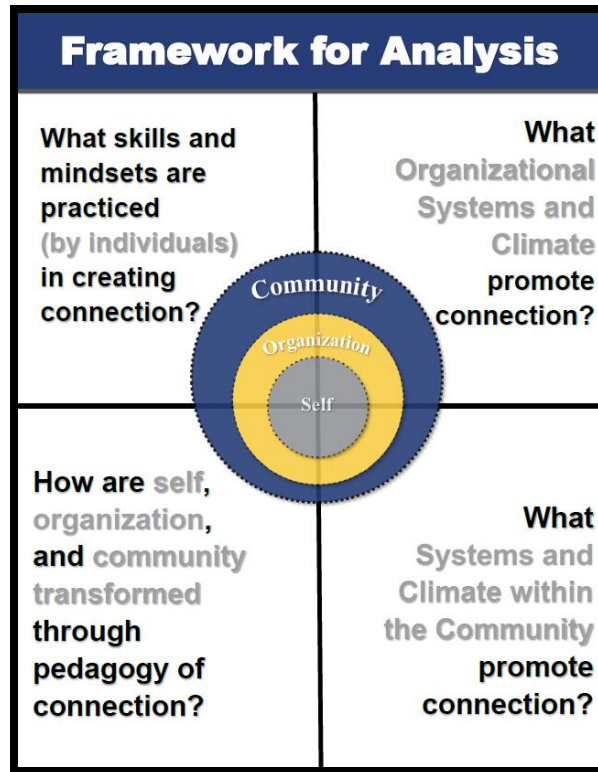 Framework for Analysis
What skills and
mindsets are
practiced
(by individuals)
in creating
connection?
What
Organizational
Systems and
Climate
promote
connection?
Community
Organization
Self
How are self,
organization,
and community
transformed
through
pedagogy of
connection?
What
Systems and
Climate within
the Community
promote
connection?